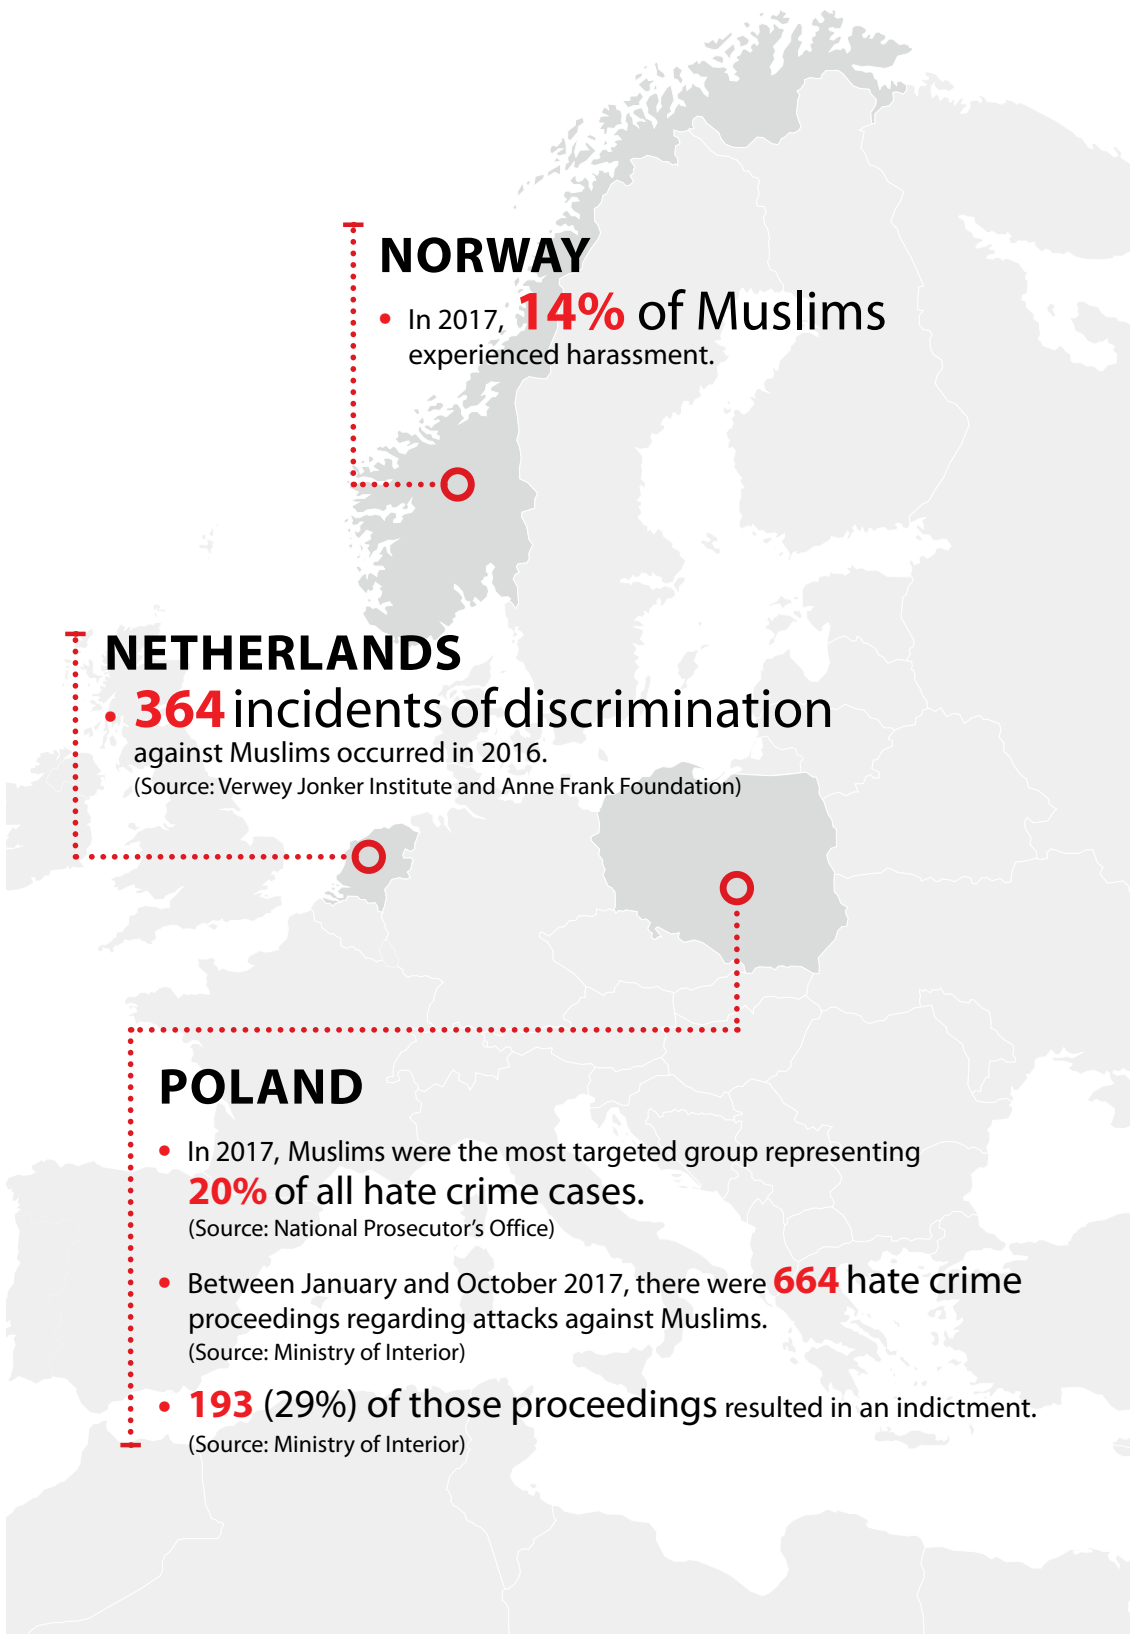 NORWAY
• In 2017, 14% of Muslims
experienced harassment.
NETHERLANDS
• 364 incidents of discrimination
against Muslims occurred in 2016.
(Source: Verwey Jonker Institute and Anne Frank Foundation)
POLAND
• In 2017, Muslims were the most targeted group representing
20% of all hate crime cases.
(Source: National Prosecutor’s Office)
• Between January and October 2017, there were 664 hate crime
proceedings regarding attacks against Muslims.
(Source: Ministry of Interior)
• 193 (29%) of those proceedings resulted in an indictment.
(Source: Ministry of Interior)